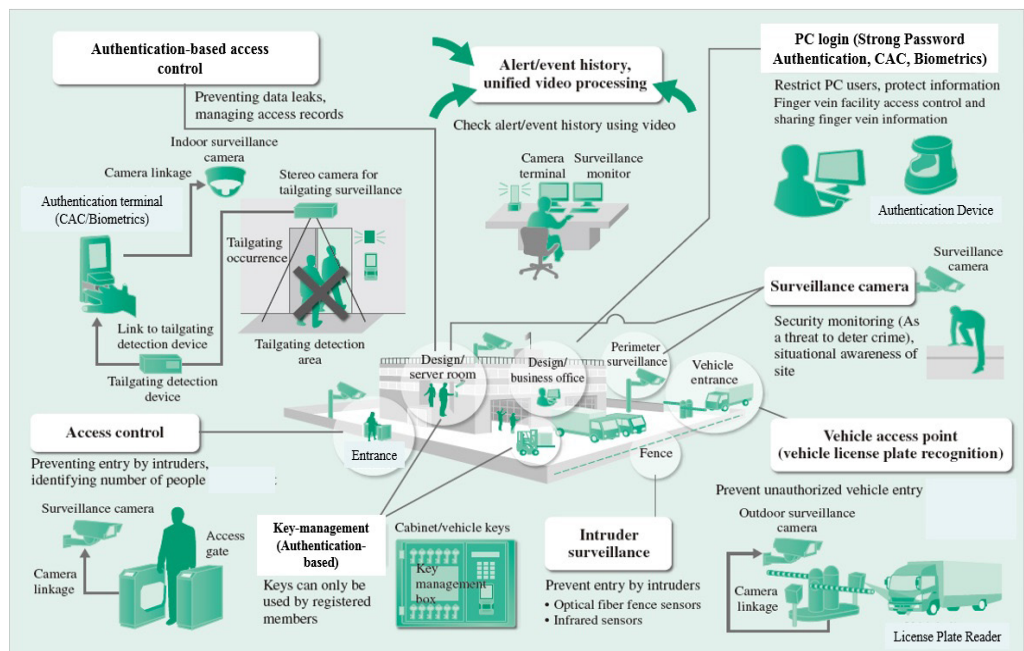 Authentication-based access
control
Preventing data leaks,
managing access records
Indoor surveillance
camera
Camera linkage
Stereo camera for
tailgating surveillance
Authentication terminal
(CAC/Biometrics)
Tailgating
occurrence
Link to tailgating
detection device
Tailgating detection
area
Tailgating detection
device
Alert/event history,
unified video processing
Check alert/event history using video
Camera
terminal
Surveillance
monitor
PC login (Strong Password
Authentication, CAC, Biometrics)
Restrict PC users, protect information
Finger vein facility access control and
sharing finger vein information
Authentication Device
Surveillance
camera
Surveillance camera
Security monitoring (As
a threat to deter crime),
situational awareness of
site
Design/
server room
Design/
business office
Perimeter
surveillance
Vehicle
entrance
Entrance
Fence
Access control
Preventing entry by intruders,
identifying number of people
Surveillance camera
Access
gate
Camera
linkage
Key-management
(Authentication-
based)
Keys can only be
used by registered
members
Cabinet/vehicle keys
Key
management
box
Intruder
surveillance
Prevent entry by intruders
• Optical fiber fence sensors
• Infrared sensors
Vehicle access point
(vehicle license plate recognition)
Prevent unauthorized vehicle entry
Outdoor surveillance
camera
Camera
linkage
License Plate Reader